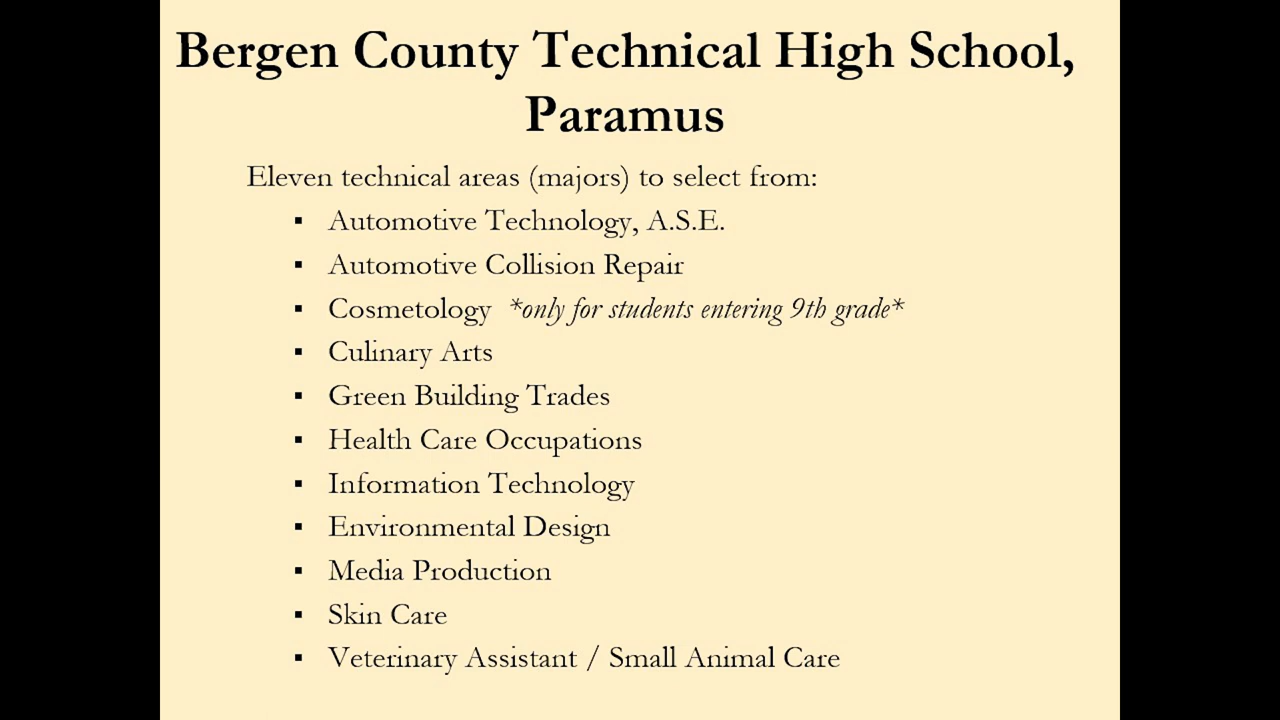 Bergen County Technical High School,
Paramus
Eleven technical areas (majors) to select from:
▪ Automotive Technology, A.S.E.
▪ Automotive Collision Repair
▪ Cosmetology *only for students entering 9th grade*
▪ Culinary Arts
▪ Green Building Trades
▪ Health Care Occupations
▪ Information Technology
▪ Environmental Design
▪ Media Production
▪ Skin Care
▪ Veterinary Assistant / Small Animal Care